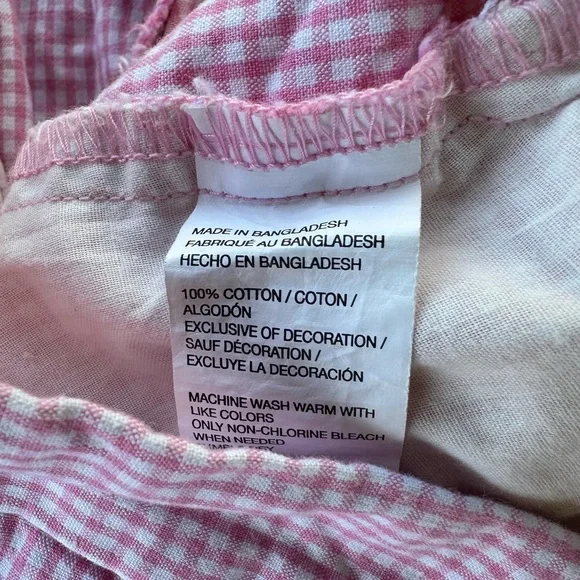 MADE IN BANGLADESH
FABRIQUÉ AU BANGLADESH
HECHO EN BANGLADESH
100% COTTON / COTON /
ALGODÓN
EXCLUSIVE OF DECORATION /
SAUF DÉCORATION /
EXCLUYE LA DECORACIÓN
MACHINE WASH WARM WITH
LIKE COLORS
ONLY NON-CHLORINE BLEACH
WHEN NEEDED